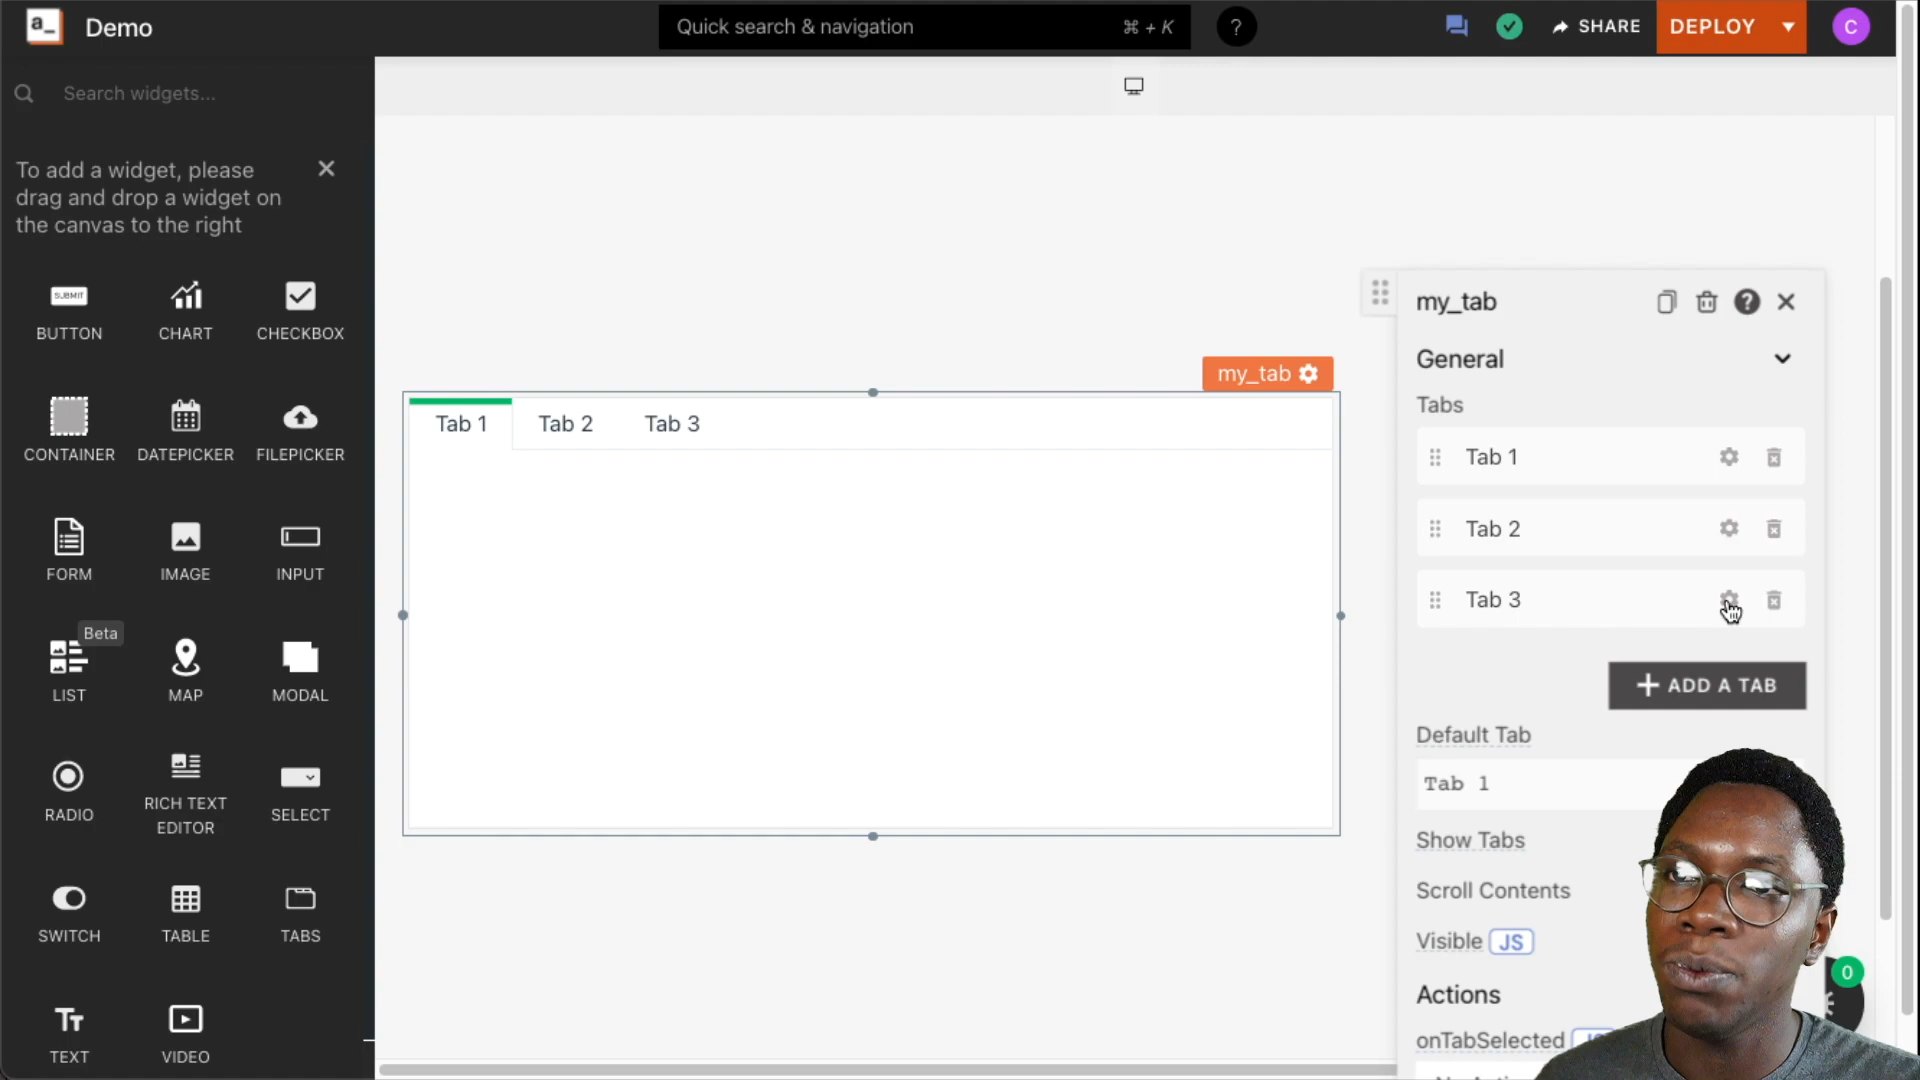 a_
Demo
Quick search & navigation
⌘ + K
?
SHARE
DEPLOY
C
Search widgets...
To add a widget, please
drag and drop a widget on
the canvas to the right
SUBMIT
BUTTON
CHART
CHECKBOX
CONTAINER
DATEPICKER
FILEPICKER
FORM
IMAGE
INPUT
Beta
LIST
MAP
MODAL
RADIO
RICH TEXT
EDITOR
SELECT
SWITCH
TABLE
TABS
TEXT
VIDEO
my_tab
Tab 1
Tab 2
Tab 3
my_tab
?
General
Tabs
Tab 1
Tab 2
Tab 3
+ ADD A TAB
Default Tab
Tab 1
Show Tabs
Scroll Contents
Visible
JS
0
Actions
onTabSelected